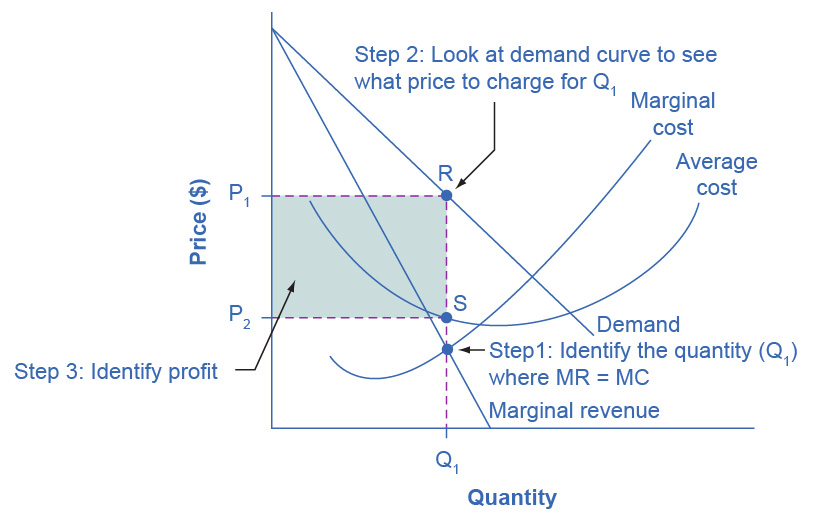 Step 2: Look at demand curve to see
what price to charge for Q1
Marginal
cost
Average
cost
R
P1
Price ($)
S
P2
Demand
Step1: Identify the quantity (Q1)
where MR = MC
Step 3: Identify profit
Marginal revenue
Q1
Quantity